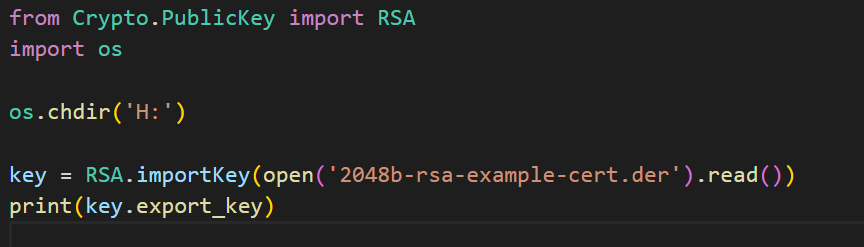 from Crypto.PublicKey import RSA
import os
os.chdir('H:')
key = RSA.importKey(open('2048b-rsa-example-cert.der').read())
print(key.export_key)